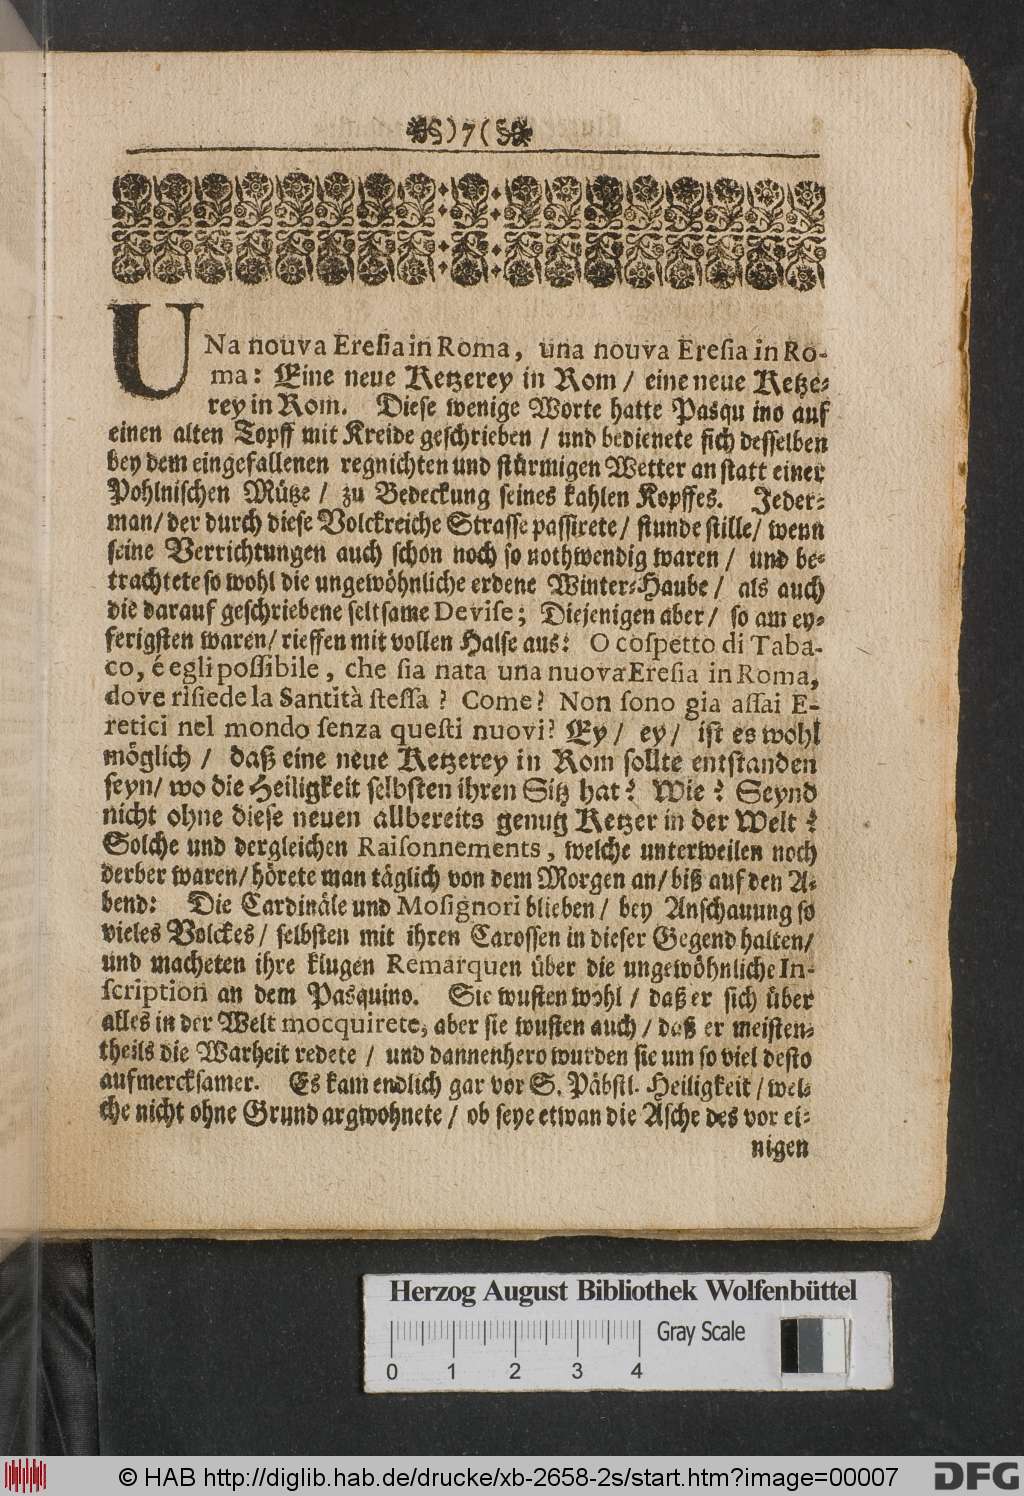 )7(
UNa nouva Eresia in Roma, una nouva Eresia in Ro-
ma: Eine neue Ketzerey in Rom / eine neue Ketze-
rey in Rom. Diese wenige Worte hatte Pasquino auf
einen alten Topff mit Kreide geschrieben / und bedienete sich desselben
bey dem eingefallenen regnichten und stürmigen Wetter an statt einer
Pohlnischen Mütze / zu Bedeckung seines kahlen Kopffes. Jeder-
man / der durch diese Volckreiche Strasse passirete / stunde stille / wenn
seine Verrichtungen auch schon noch so nothwendig waren / und be-
trachtete so wohl die ungewöhnliche erdene Winter-Haube / als auch
die darauf geschriebene seltsame Devise; Diejenigen aber / so am ey-
ferigsten waren / rieffen mit vollen Halse aus: O cospetto di Taba-
co, é egli possibile, che sia nata una nuova Eresia in Roma,
dove risiede la Santità stessa? Come? Non sono gia assai E-
retici nel mondo senza questi nuovi? Ey / ey / ist es wohl
möglich / daß eine neue Ketzerey in Rom sollte entstanden
seyn / wo die Heiligkeit selbsten ihren Sitz hat? Wie? Seynd
nicht ohne diese neuen allbereits genug Ketzer in der Welt?
Solche und dergleichen Raisonnements, welche unterweilen noch
derber waren / hörete man täglich von dem Morgen an / biß auf den A-
bend: Die Cardinäle und Mosignori blieben / bey Anschauung so
vieles Volckes / selbsten mit ihren Carossen in dieser Gegend halten /
und macheten ihre klugen Remarquen über die ungewöhnliche In-
scription an dem Pasquino. Sie wusten wohl / daß er sich über
alles in der Welt mocquirete, aber sie wusten auch / daß er meisten-
theils die Warheit redete / und dannenhero wurden sie um so viel desto
aufmercksamer. Es kam endlich gar vor S. Päbstl. Heiligkeit / wel-
che nicht ohne Grund argwohnete / ob seye etwan die Asche des vor ei-
nigen
Herzog August Bibliothek Wolfenbüttel
Gray Scale
0 1 2 3 4
© HAB http://diglib.hab.de/drucke/xb-2658-2s/start.htm?image=00007
DFG